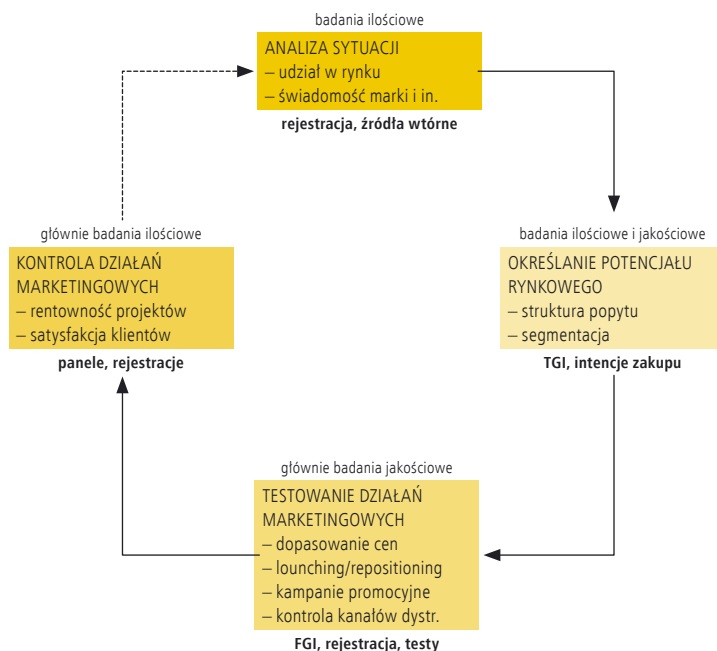 badania ilościowe
ANALIZA SYTUACJI
– udział w rynku
– świadomość marki i in.
rejestracja, źródła wtórne
badania ilościowe i jakościowe
OKREŚLANIE POTENCJAŁU
RYNKOWEGO
– struktura popytu
– segmentacja
TGI, intencje zakupu
głównie badania jakościowe
TESTOWANIE DZIAŁAŃ
MARKETINGOWYCH
– dopasowanie cen
– lounching/repositioning
– kampanie promocyjne
– kontrola kanałów dystr.
FGI, rejestracja, testy
głównie badania ilościowe
KONTROLA DZIAŁAŃ
MARKETINGOWYCH
– rentowność projektów
– satysfakcja klientów
panele, rejestracje